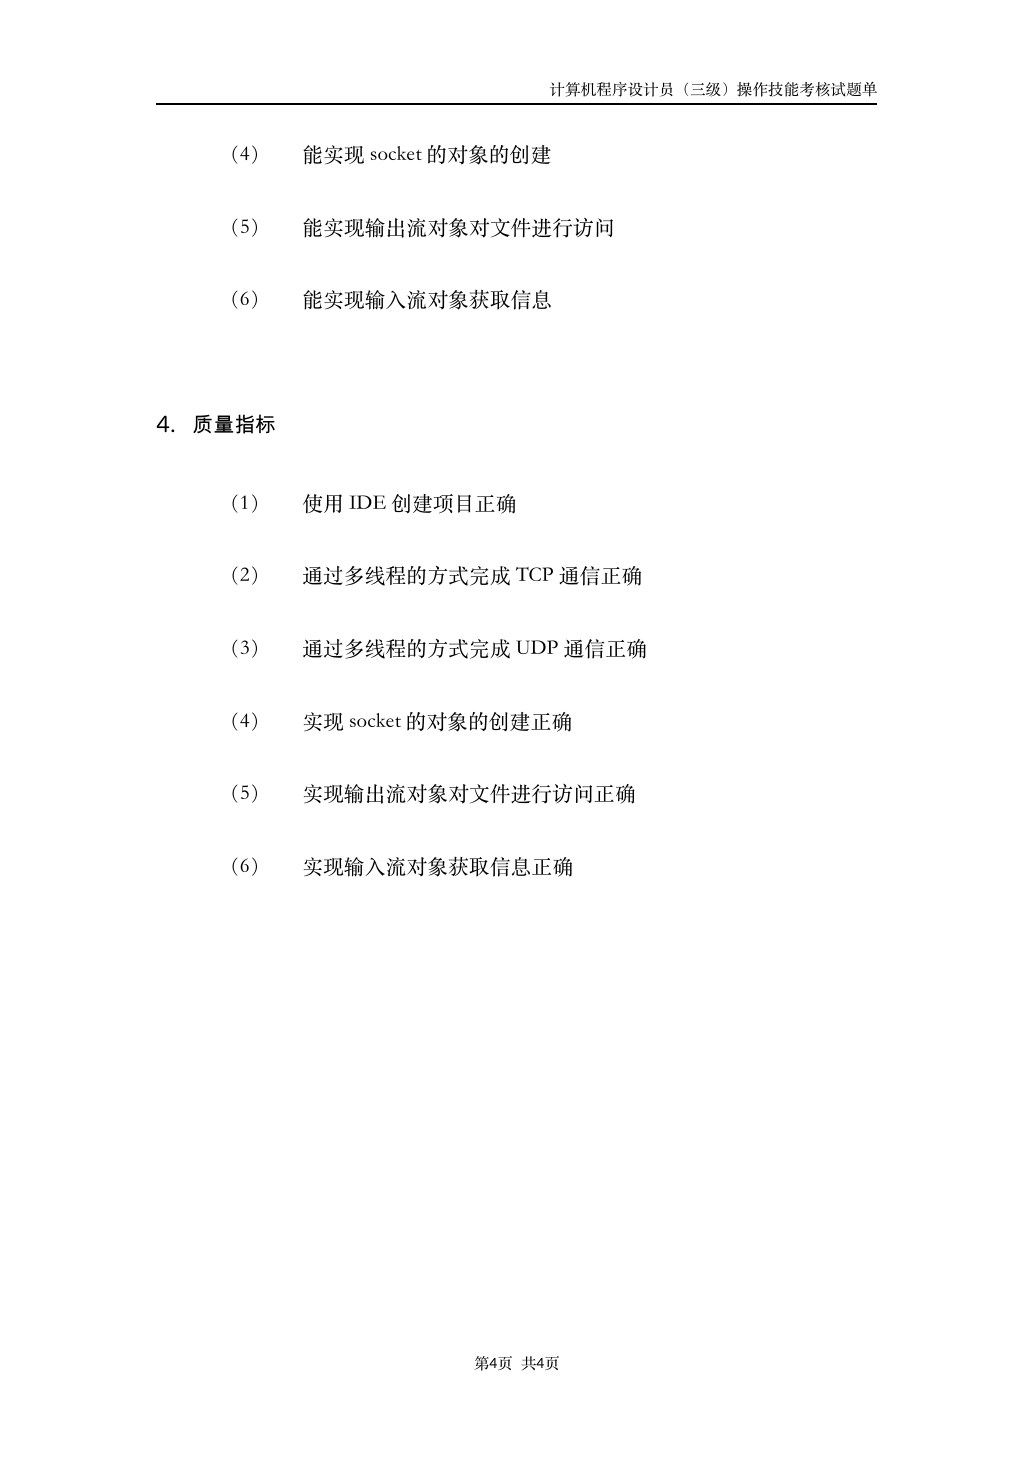 计算机程序设计员（三级）操作技能考核试题单
（4） 能实现 socket 的对象的创建
（5） 能实现输出流对象对文件进行访问
（6） 能实现输入流对象获取信息
4. 质量指标
（1） 使用 IDE 创建项目正确
（2） 通过多线程的方式完成 TCP 通信正确
（3） 通过多线程的方式完成 UDP 通信正确
（4） 实现 socket 的对象的创建正确
（5） 实现输出流对象对文件进行访问正确
（6） 实现输入流对象获取信息正确
第4页 共4页